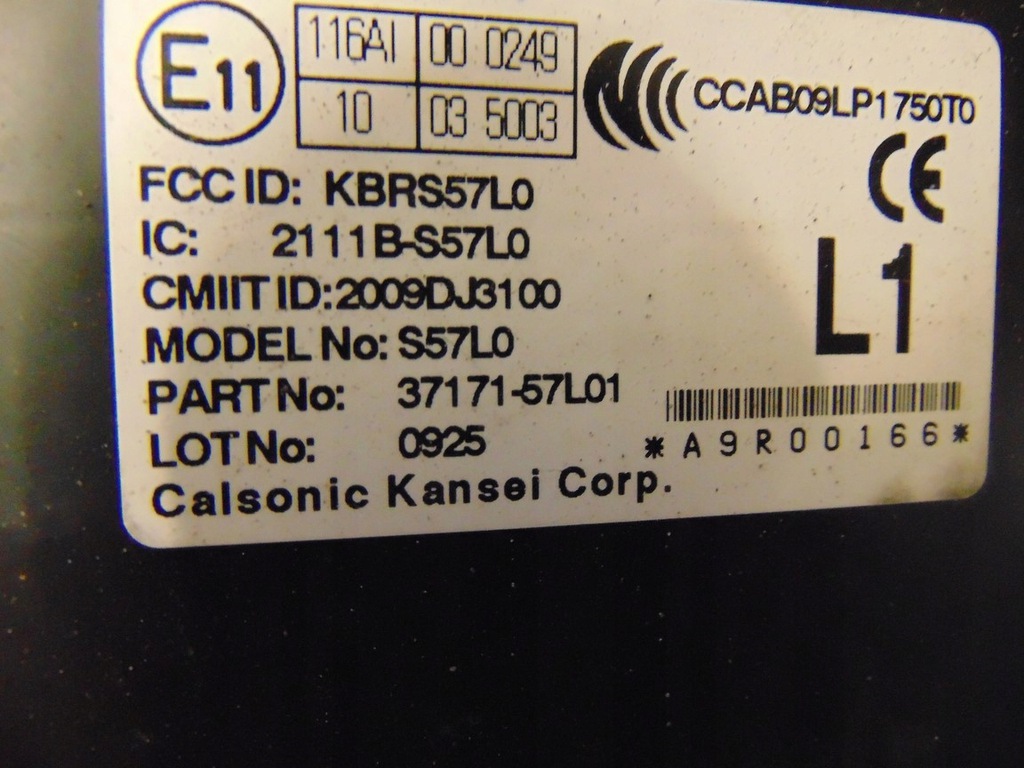 E11
116AI 00 0249
10 03 5003
CCAB09LP1750T0
CE
FCC ID: KBRS57L0
IC: 2111B-S57L0
CMIIT ID:2009DJ3100
L1
MODEL No: S57L0
PART No: 37171-57L01
LOT No: 0925
*A9R00166*
Calsonic Kansei Corp.